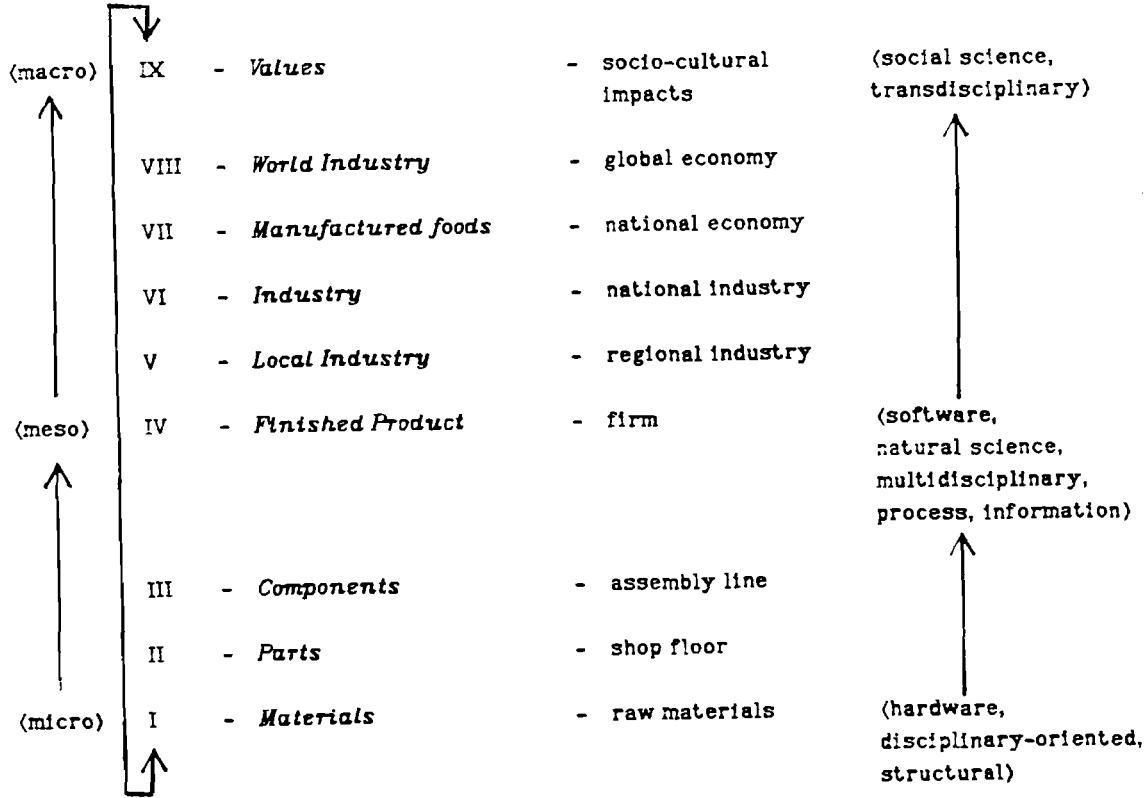 ⟨macro⟩ IX - Values - socio-cultural ⟨social science,
impacts transdisciplinary⟩
VIII - World Industry - global economy
VII - Manufactured foods - national economy
VI - Industry - national industry
V - Local Industry - regional industry
⟨meso⟩ IV - Finished Product - firm ⟨software,
natural science,
multidisciplinary,
process, information⟩
III - Components - assembly line
II - Parts - shop floor
⟨micro⟩ I - Materials - raw materials ⟨hardware,
disciplinary-oriented,
structural⟩